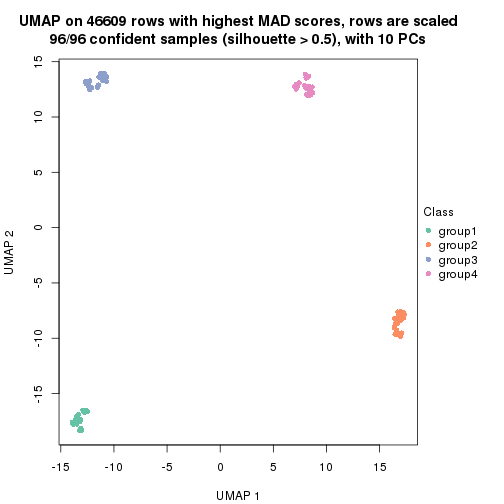 UMAP on 46609 rows with highest MAD scores, rows are scaled
96/96 confident samples (silhouette > 0.5), with 10 PCs
15
10
5
0
-5
-10
-15
UMAP 2
-15
-10
-5
0
5
10
15
UMAP 1
Class
group1
group2
group3
group4